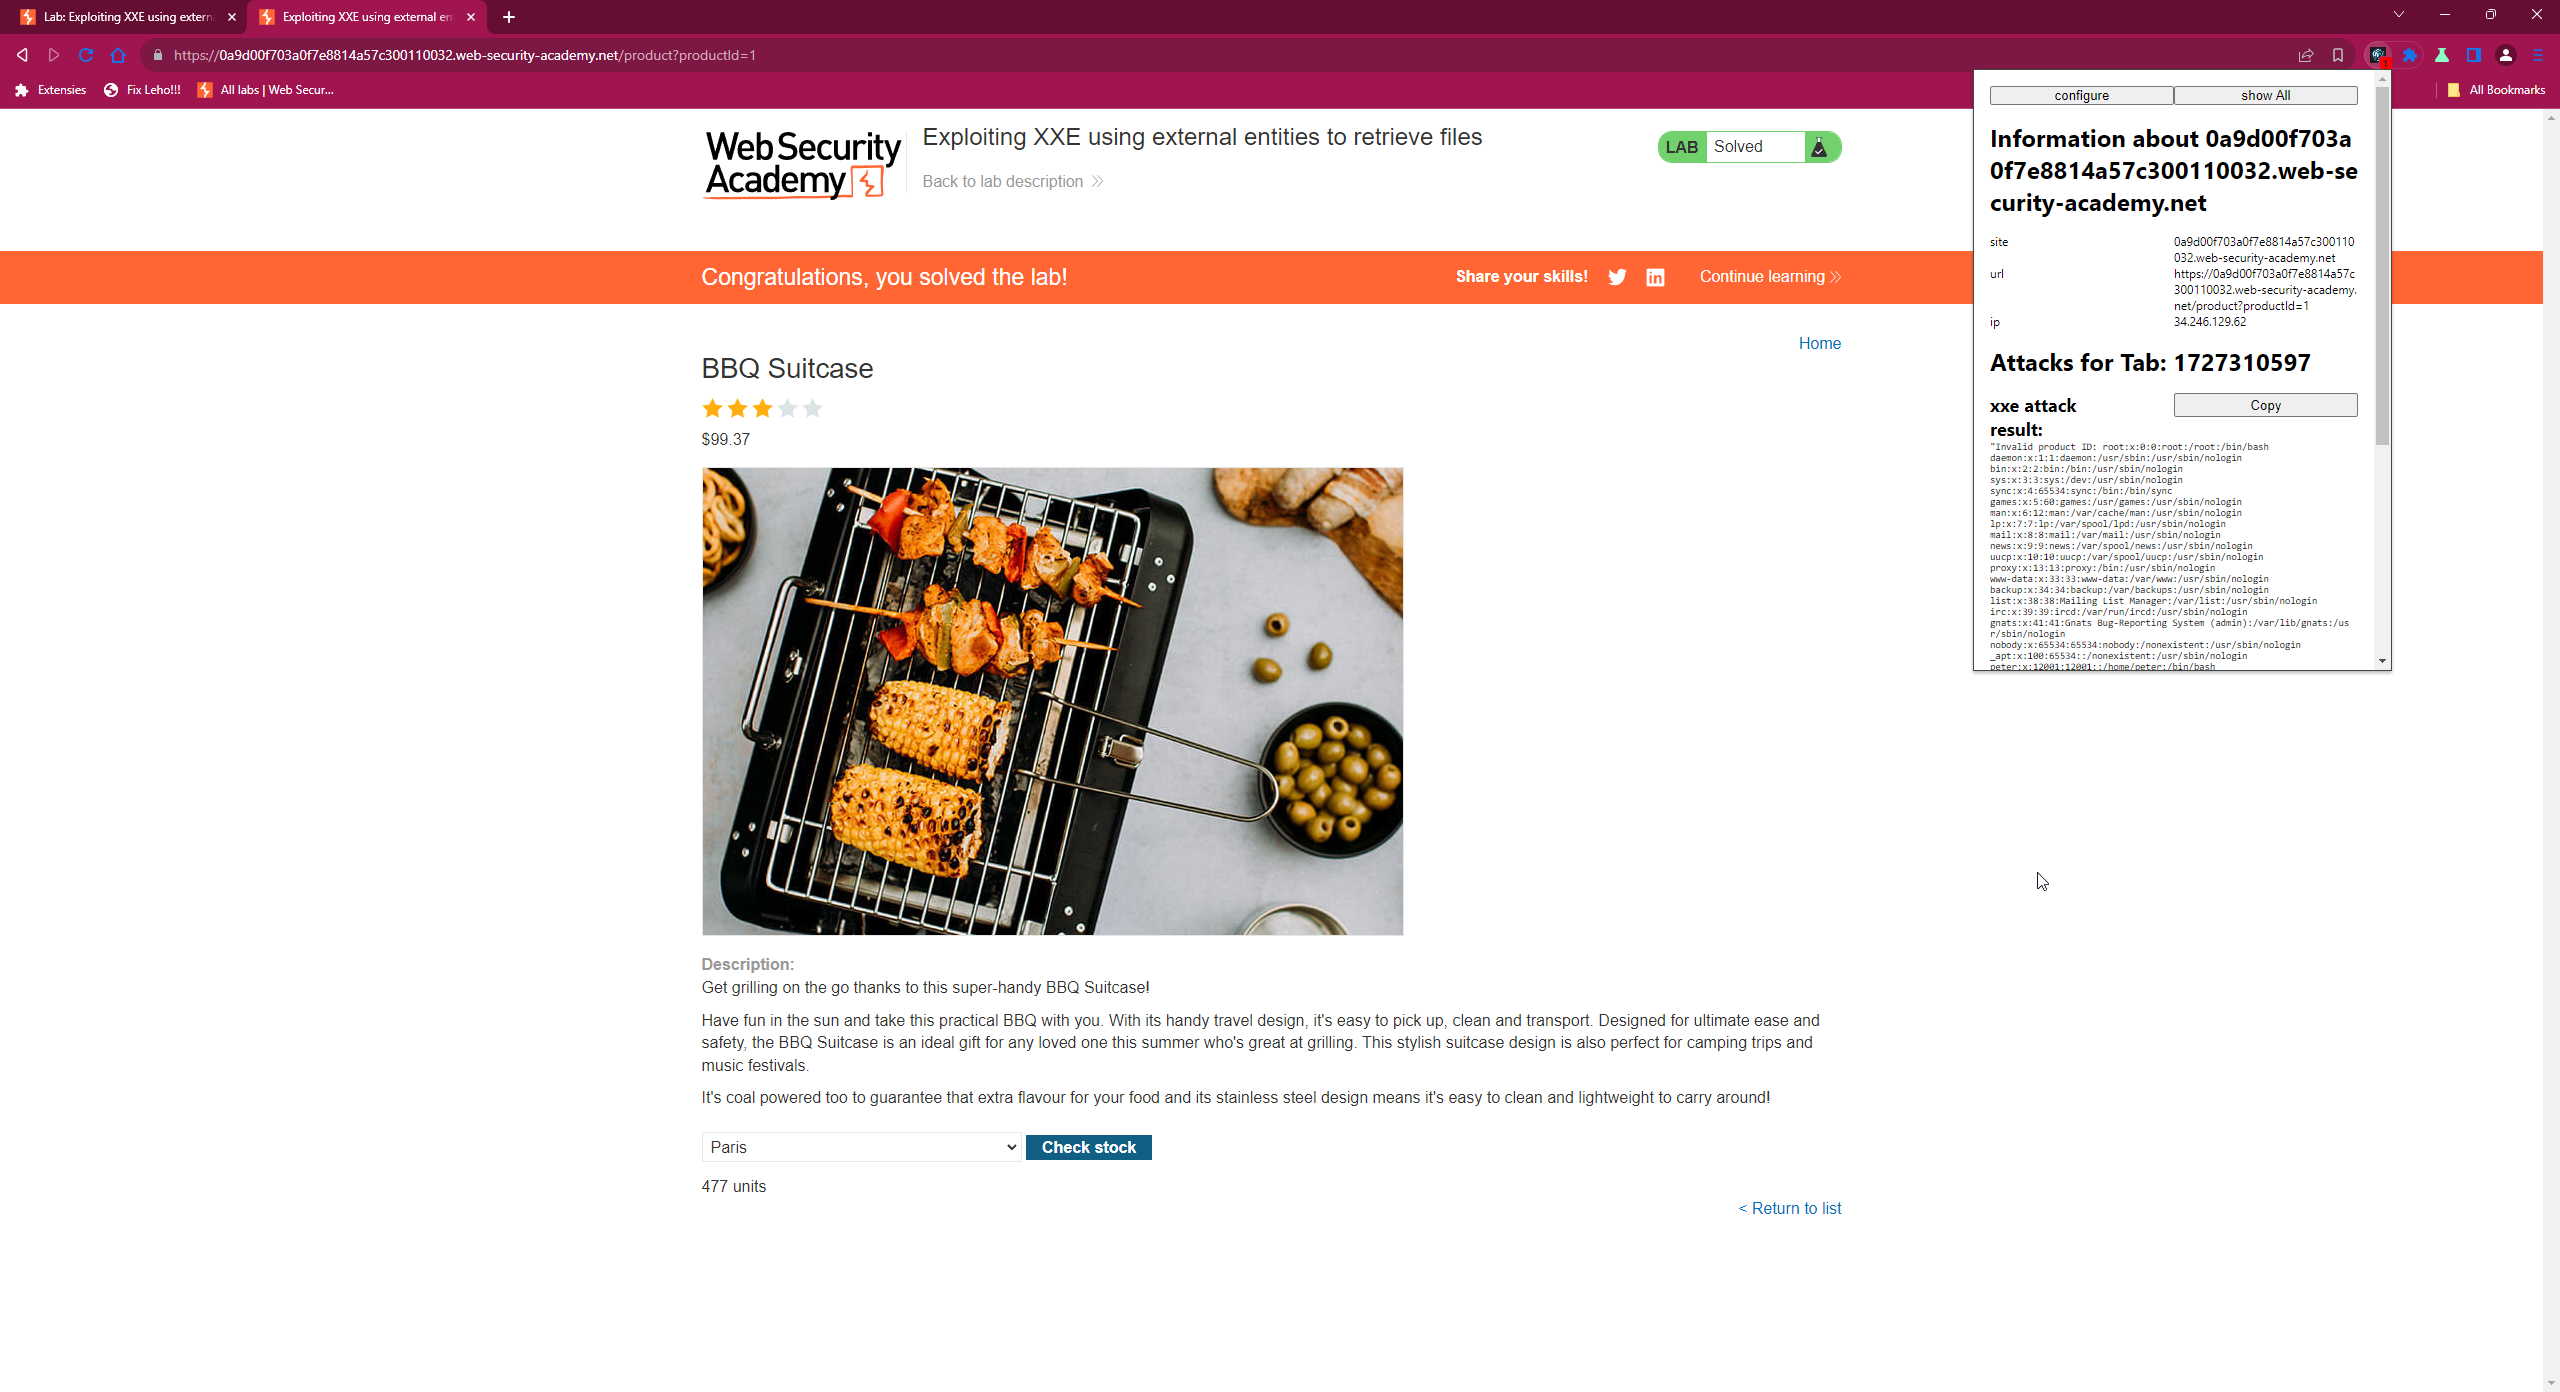 Lab: Exploiting XXE using extern
Exploiting XXE using external en
https://0a9d00f703a0f7e8814a57c300110032.web-security-academy.net/product?productId=1
Extensies
Fix Leho!!!
All labs | Web Secur...
All Bookmarks
Web Security
Academy
Exploiting XXE using external entities to retrieve files
Back to lab description
LAB Solved
Congratulations, you solved the lab!
Share your skills!
Continue learning
Home
BBQ Suitcase
$99.37
Description:
Get grilling on the go thanks to this super-handy BBQ Suitcase!
Have fun in the sun and take this practical BBQ with you. With its handy travel design, it's easy to pick up, clean and transport. Designed for ultimate ease and
safety, the BBQ Suitcase is an ideal gift for any loved one this summer who's great at grilling. This stylish suitcase design is also perfect for camping trips and
music festivals.
It's coal powered too to guarantee that extra flavour for your food and its stainless steel design means it's easy to clean and lightweight to carry around!
Paris
Check stock
477 units
< Return to list
configure
show All
Information about 0a9d00f703a
0f7e8814a57c300110032.web-se
curity-academy.net
site 0a9d00f703a0f7e8814a57c300110
032.web-security-academy.net
url https://0a9d00f703a0f7e8814a57c
300110032.web-security-academy.
net/product?productId=1
ip 34.246.129.62
Attacks for Tab: 1727310597
xxe attack
Copy
result:
"Invalid product ID: root:x:0:0:root:/root:/bin/bash
daemon:x:1:1:daemon:/usr/sbin:/usr/sbin/nologin
bin:x:2:2:bin:/bin:/usr/sbin/nologin
sys:x:3:3:sys:/dev:/usr/sbin/nologin
sync:x:4:65534:sync:/bin:/bin/sync
games:x:5:60:games:/usr/games:/usr/sbin/nologin
man:x:6:12:man:/var/cache/man:/usr/sbin/nologin
lp:x:7:7:lp:/var/spool/lpd:/usr/sbin/nologin
mail:x:8:8:mail:/var/mail:/usr/sbin/nologin
news:x:9:9:news:/var/spool/news:/usr/sbin/nologin
uucp:x:10:10:uucp:/var/spool/uucp:/usr/sbin/nologin
proxy:x:13:13:proxy:/bin:/usr/sbin/nologin
www-data:x:33:33:www-data:/var/www:/usr/sbin/nologin
backup:x:34:34:backup:/var/backups:/usr/sbin/nologin
list:x:38:38:Mailing List Manager:/var/list:/usr/sbin/nologin
irc:x:39:39:ircd:/var/run/ircd:/usr/sbin/nologin
gnats:x:41:41:Gnats Bug-Reporting System (admin):/var/lib/gnats:/us
r/sbin/nologin
nobody:x:65534:65534:nobody:/nonexistent:/usr/sbin/nologin
_apt:x:100:65534::/nonexistent:/usr/sbin/nologin
peter:x:12001:12001::/home/peter:/bin/bash